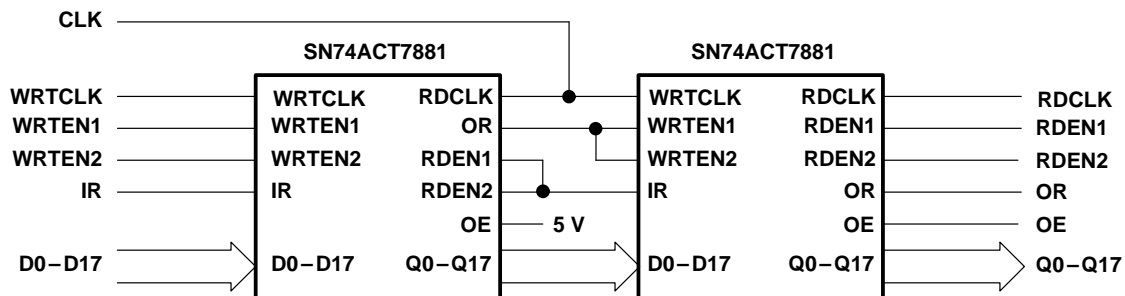 CLK
SN74ACT7881 SN74ACT7881
WRTCLK WRTCLK RDCLK WRTCLK RDCLK RDCLK
WRTEN1 WRTEN1 OR WRTEN1 RDEN1 RDEN1
WRTEN2 WRTEN2 RDEN1 WRTEN2 RDEN2 RDEN2
IR IR RDEN2 IR OR OR
OE 5 V OE OE
D0–D17 D0–D17 Q0–Q17 D0–D17 Q0–Q17 Q0–Q17